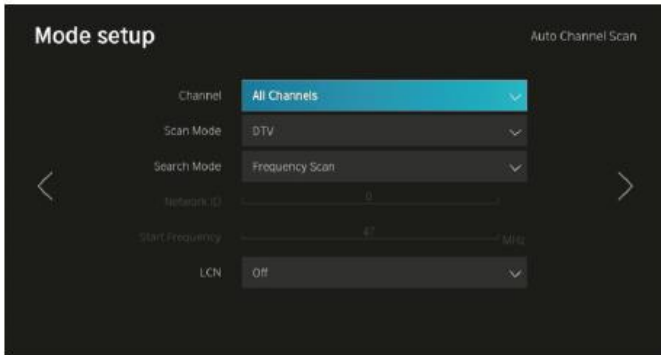 Mode setup
Auto Channel Scan
Channel All Channels
Scan Mode DTV
Search Mode Frequency Scan
Network ID 0
Start Frequency 47 MHz
LCN Off